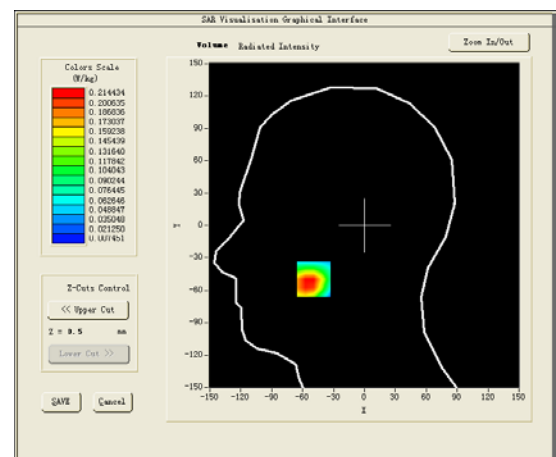 SAR Visualisation Graphical Interface
Volume Radiated Intensity
Zoom In/Out
Colors Scale
(W/kg)
0.214434
0.200635
0.186836
0.173037
0.159238
0.145439
0.131640
0.117842
0.104043
0.090244
0.076445
0.062646
0.048847
0.035048
0.021250
0.007451
Z-Cuts Control
<< Upper Cut
Z = 0.5 mm
Lower Cut >>
SAVE Cancel
150
120
90
60
30
0
-30
-60
-90
-120
-150
Y
-150 -120 -90 -60 -30 0 30 60 90 120 150
X